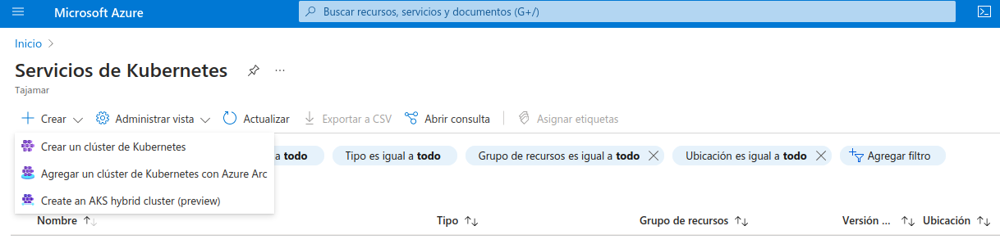 Microsoft Azure Buscar recursos, servicios y documentos (G+/)
Inicio
Servicios de Kubernetes ...
Tajamar
Crear Administrar vista Actualizar Exportar a CSV Abrir consulta Asignar etiquetas
Crear un clúster de Kubernetes a todo Tipo es igual a todo Grupo de recursos es igual a todo Ubicación es igual a todo Agregar filtro
Agregar un clúster de Kubernetes con Azure Arc
Create an AKS hybrid cluster (preview)
Nombre Tipo Grupo de recursos Versión ... Ubicación